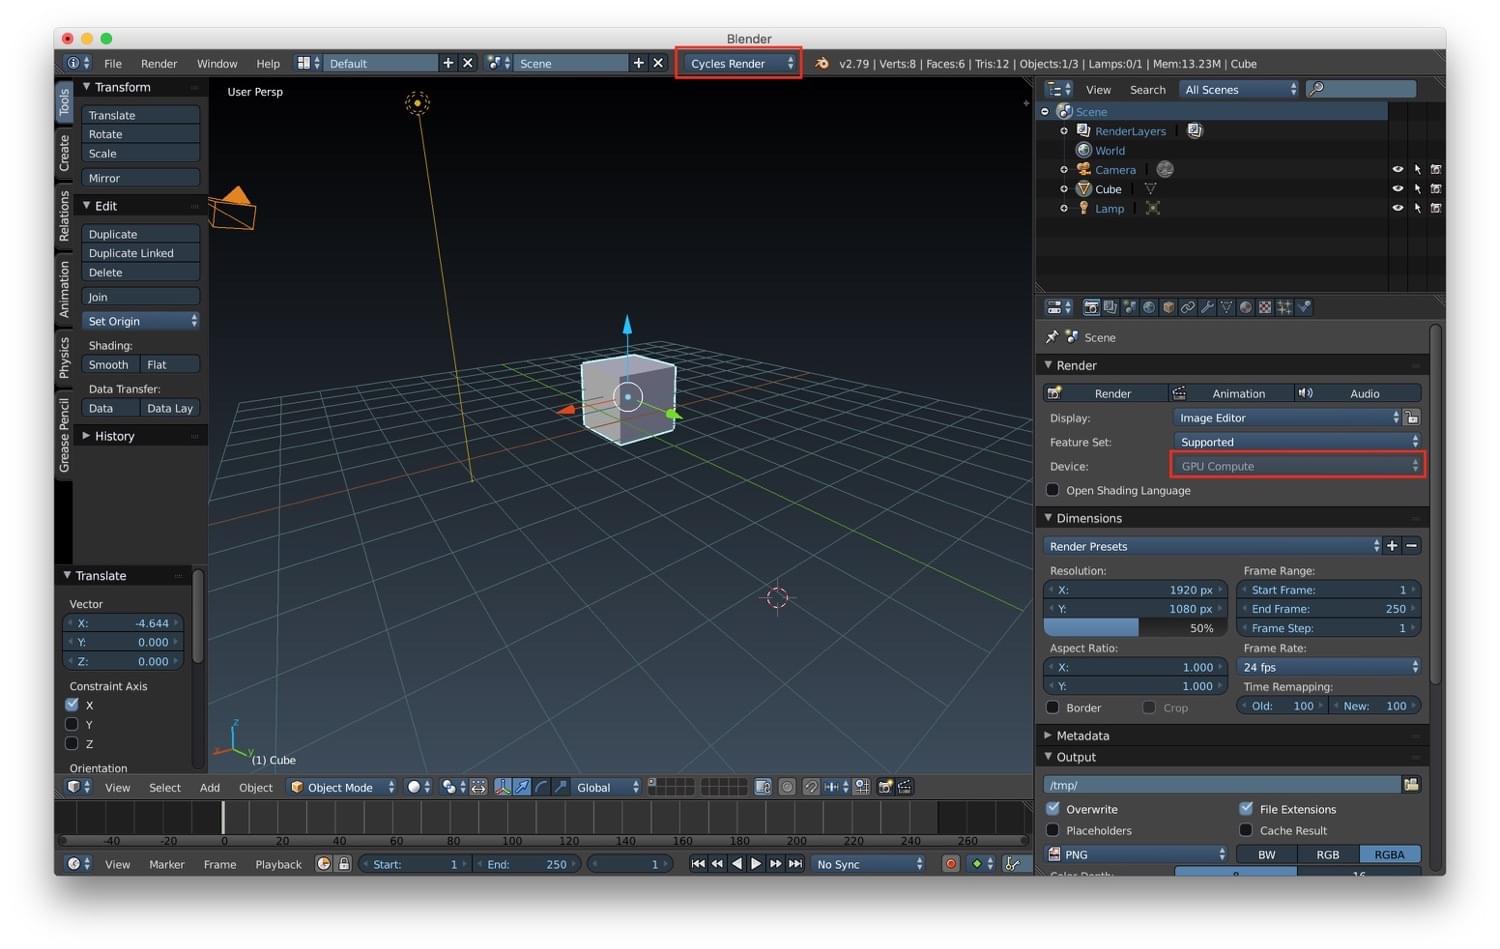 Blender
File Render Window Help Default Scene Cycles Render v2.79 | Verts:8 | Faces:6 | Tris:12 | Objects:1/3 | Lamps:0/1 | Mem:13.23M | Cube
Tools
Create
Relations
Animation
Physics
Grease Pencil
Transform
Translate
Rotate
Scale
Mirror
Edit
Duplicate
Duplicate Linked
Delete
Join
Set Origin
Shading:
Smooth Flat
Data Transfer:
Data Data Lay
History
Translate
Vector
X: -4.644
Y: 0.000
Z: 0.000
Constraint Axis
X
Y
Z
Orientation
User Persp
z
x
y
(1) Cube
View Select Add Object Object Mode Global
-40 -20 0 20 40 60 80 100 120 140 160 180 200 220 240 260
View Marker Frame Playback Start: 1 End: 250 1 No Sync
View Search All Scenes
Scene
RenderLayers
World
Camera
Cube
Lamp
Scene
Render
Render Animation Audio
Display: Image Editor
Feature Set: Supported
Device: GPU Compute
Open Shading Language
Dimensions
Render Presets
Resolution: Frame Range:
X: 1920 px Start Frame: 1
Y: 1080 px End Frame: 250
50% Frame Step: 1
Aspect Ratio: Frame Rate:
X: 1.000 24 fps
Y: 1.000 Time Remapping:
Border Crop Old: 100 New: 100
Metadata
Output
/tmp/
Overwrite File Extensions
Placeholders Cache Result
PNG BW RGB RGBA
Color Depth: 8 16